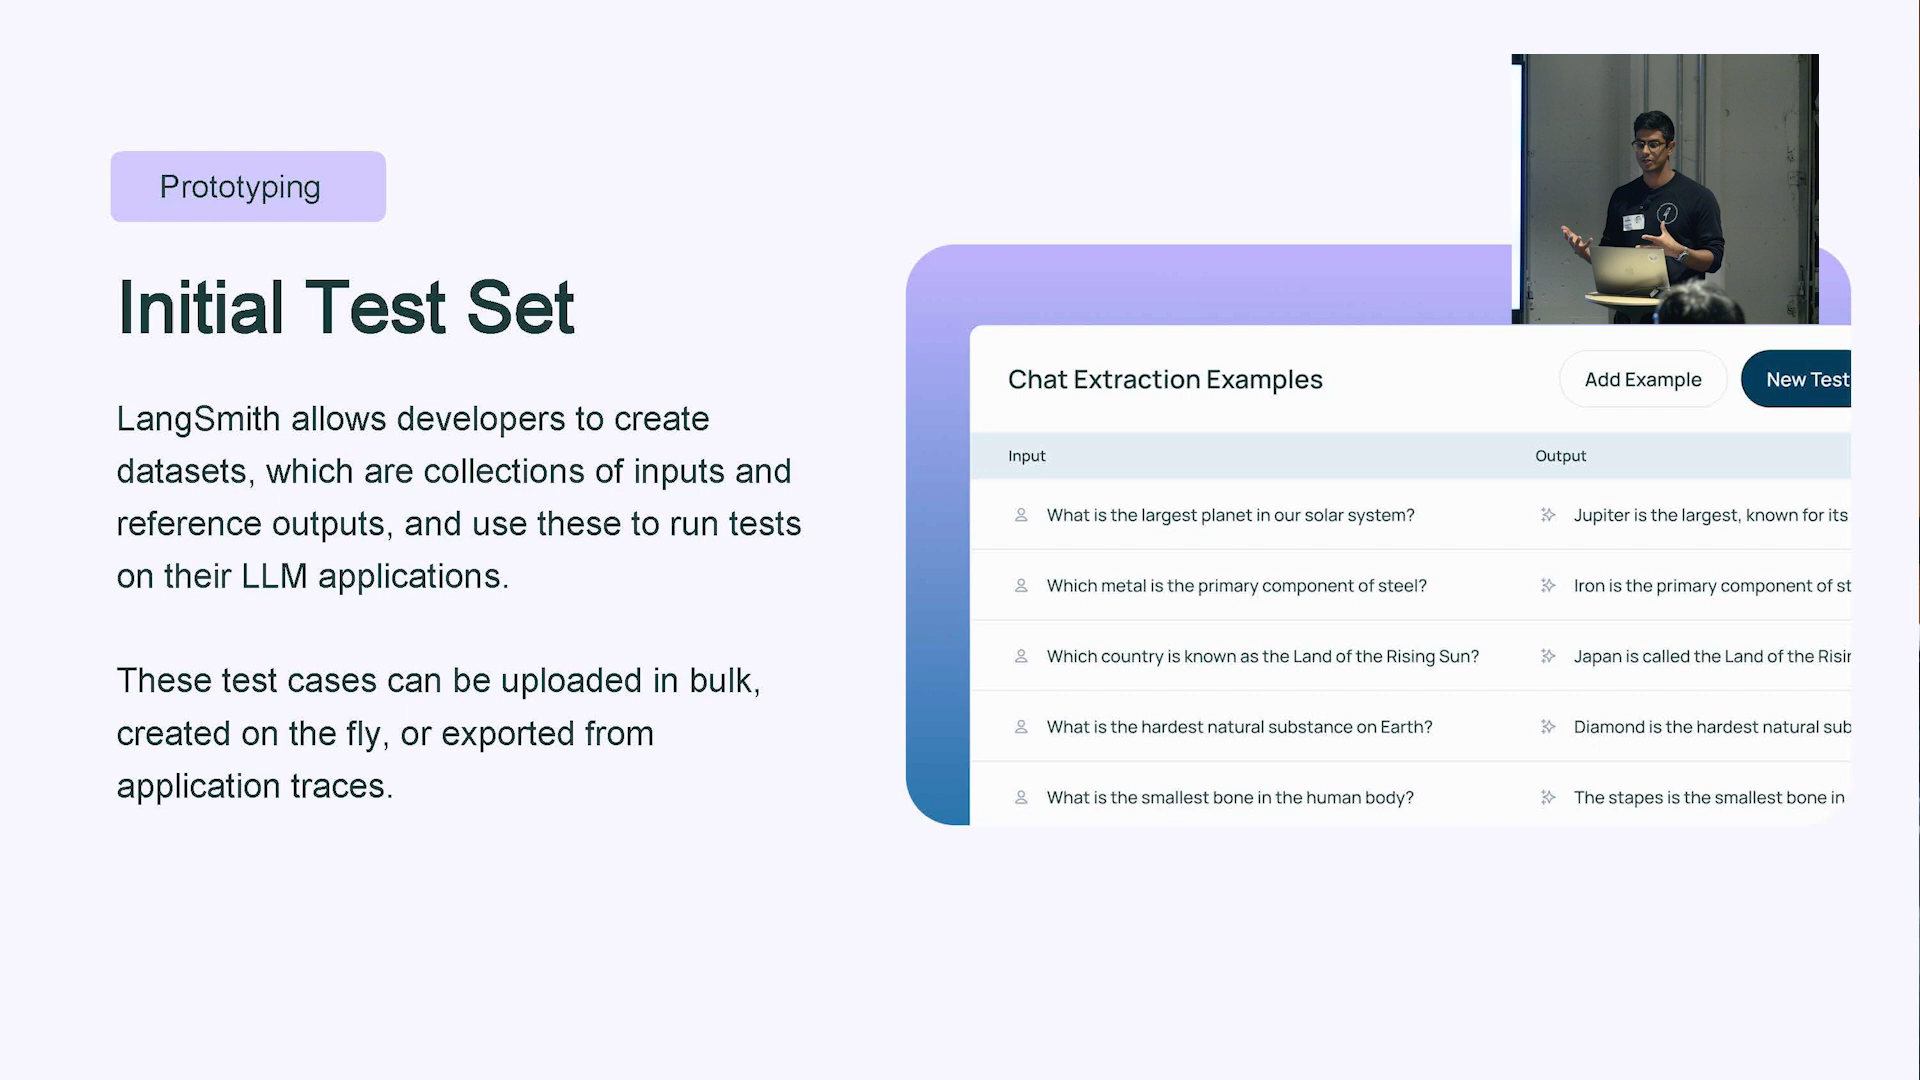 Prototyping
Initial Test Set
LangSmith allows developers to create
datasets, which are collections of inputs and
reference outputs, and use these to run tests
on their LLM applications.
These test cases can be uploaded in bulk,
created on the fly, or exported from
application traces.
Chat Extraction Examples
Add Example
New Test
Input
Output
What is the largest planet in our solar system?
Jupiter is the largest, known for its
Which metal is the primary component of steel?
Iron is the primary component of st
Which country is known as the Land of the Rising Sun?
Japan is called the Land of the Risin
What is the hardest natural substance on Earth?
Diamond is the hardest natural sub
What is the smallest bone in the human body?
The stapes is the smallest bone in